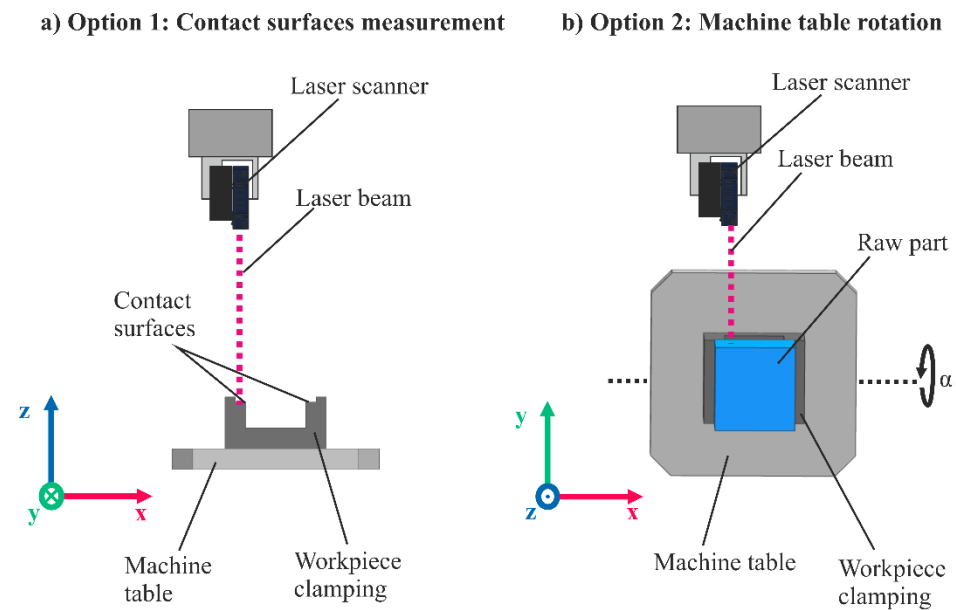 a) Option 1: Contact surfaces measurement
Laser scanner
Laser beam
Contact
surfaces
z
y
x
Machine
table
Workpiece
clamping
b) Option 2: Machine table rotation
Laser scanner
Laser beam
Raw part
α
y
z
x
Machine table
Workpiece
clamping